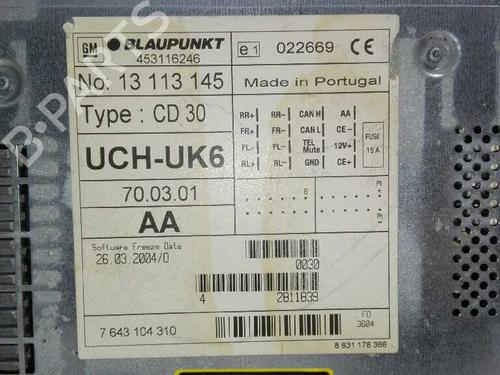 GM BLAUPUNKT
453116246
e1 022669 CE
No: 13 113 145
Made in Portugal
Type : CD 30
RR+ RR- CAN H AA
FR+ FR- CAN L CE-
FL+ FL- TEL Mute 12V+
RL+ RL- GND CE+
FUSE
15 A
UCH-UK6
70.03.01
AA
Software Freeze Date
26.03.2004/0
0030
4 2811839
7 643 104 310
FD
3604
8 631 178 366
B-PARTS